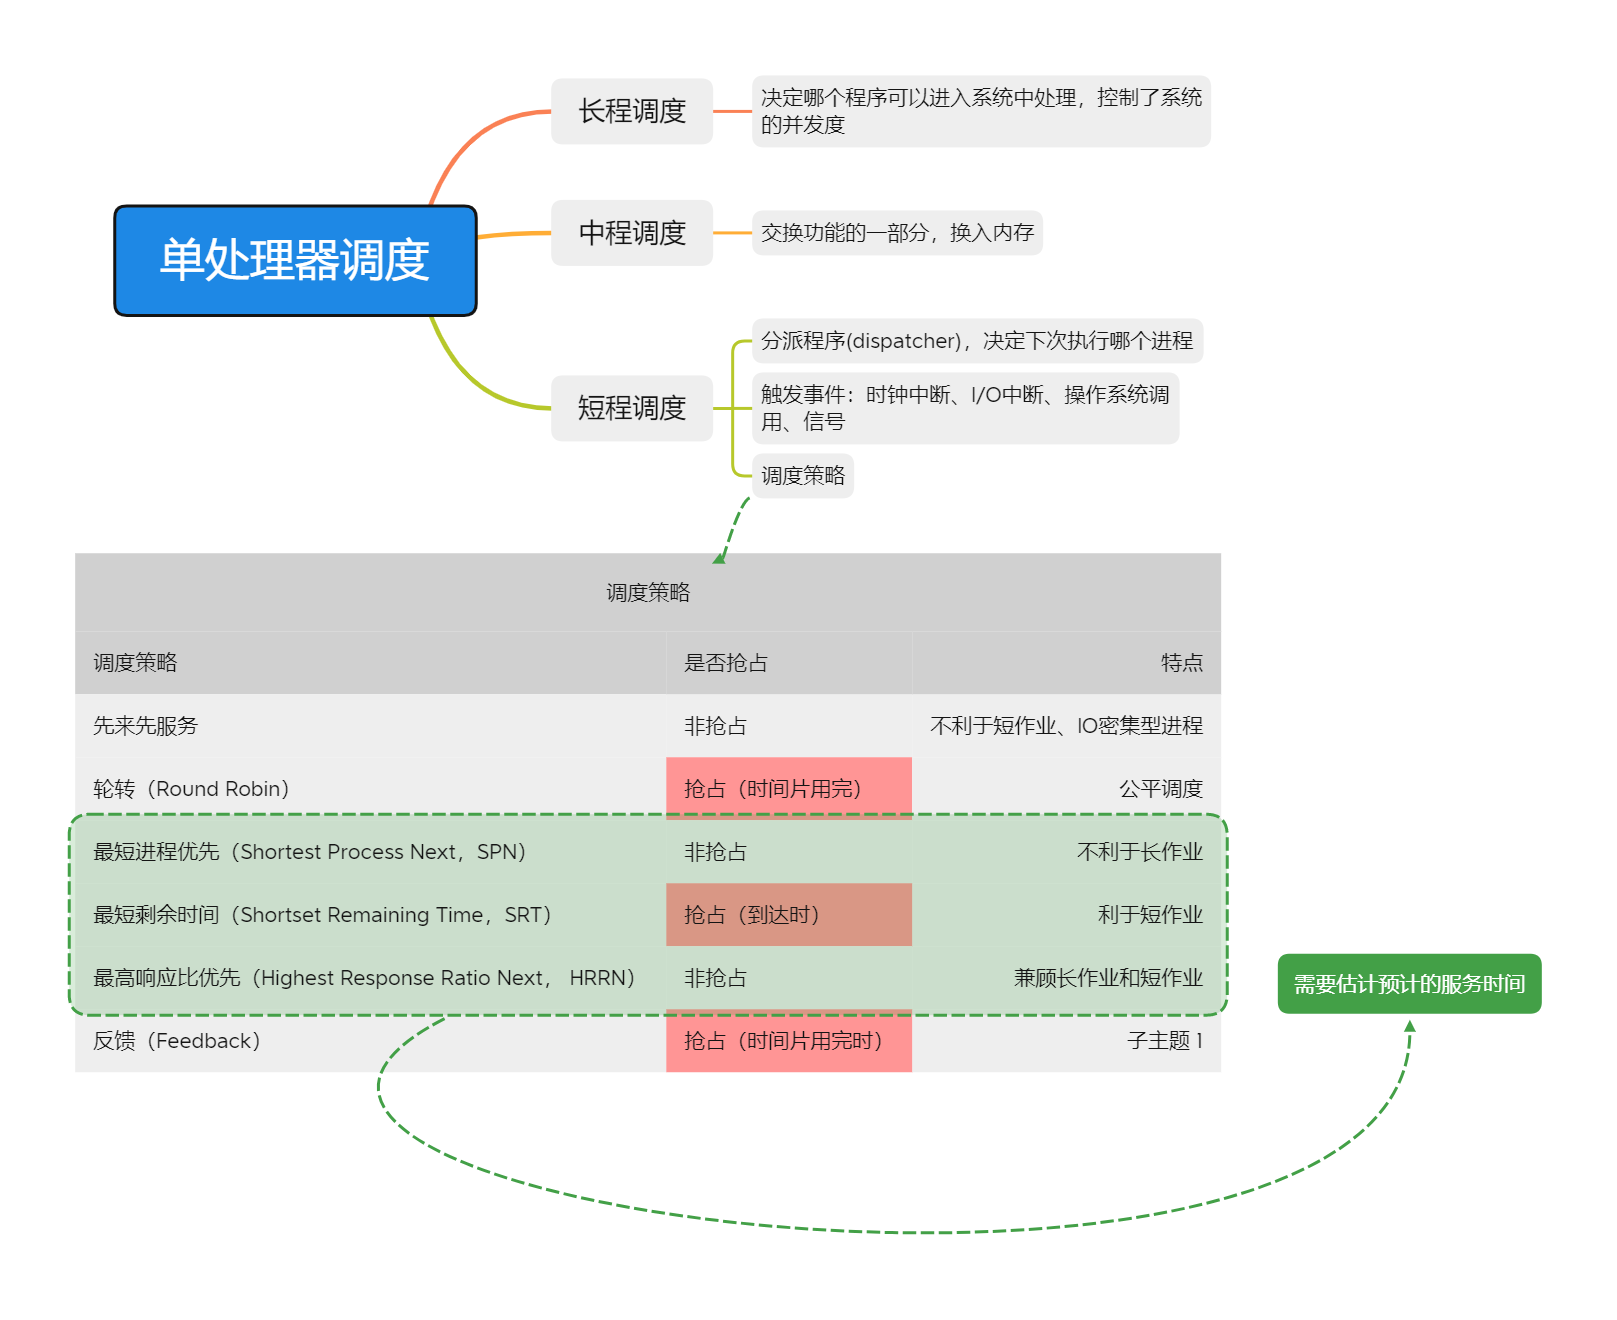 单处理器调度
长程调度
决定哪个程序可以进入系统中处理，控制了系统
的并发度
中程调度
交换功能的一部分，换入内存
短程调度
分派程序(dispatcher)，决定下次执行哪个进程
触发事件：时钟中断、I/O中断、操作系统调
用、信号
调度策略
调度策略
调度策略 是否抢占 特点
先来先服务 非抢占 不利于短作业、IO密集型进程
轮转（Round Robin） 抢占（时间片用完） 公平调度
最短进程优先（Shortest Process Next，SPN） 非抢占 不利于长作业
最短剩余时间（Shortset Remaining Time，SRT） 抢占（到达时） 利于短作业
最高响应比优先（Highest Response Ratio Next， HRRN） 非抢占 兼顾长作业和短作业
反馈（Feedback） 抢占（时间片用完时） 子主题 1
需要估计预计的服务时间